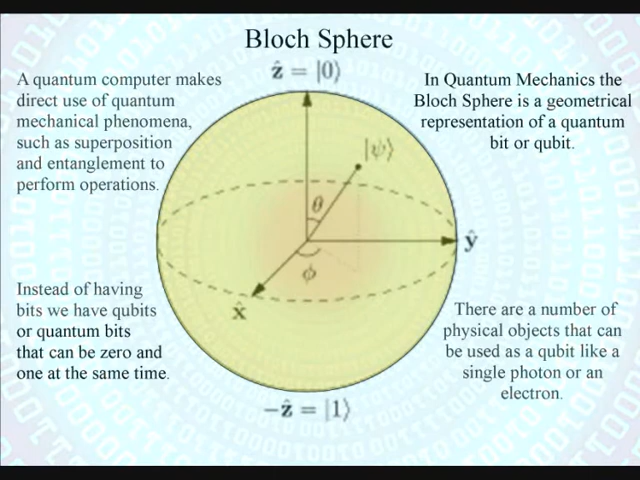 Bloch Sphere
ẑ = |0⟩
A quantum computer makes
direct use of quantum
mechanical phenomena,
such as superposition
and entanglement to
perform operations.
In Quantum Mechanics the
Bloch Sphere is a geometrical
representation of a quantum
bit or qubit.
|ψ⟩
θ
ŷ
ϕ
x̂
Instead of having
bits we have qubits
or quantum bits
that can be zero and
one at the same time.
There are a number of
physical objects that can
be used as a qubit like a
single photon or an
electron.
−ẑ = |1⟩